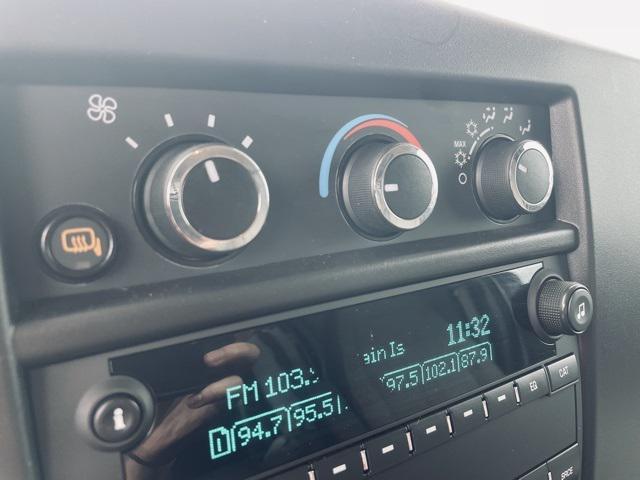 MAX
ain Is 11:32
FM 103.
1 94.7 95.5 97.5 102.1 87.9
i
EQ
CAT
SRCE